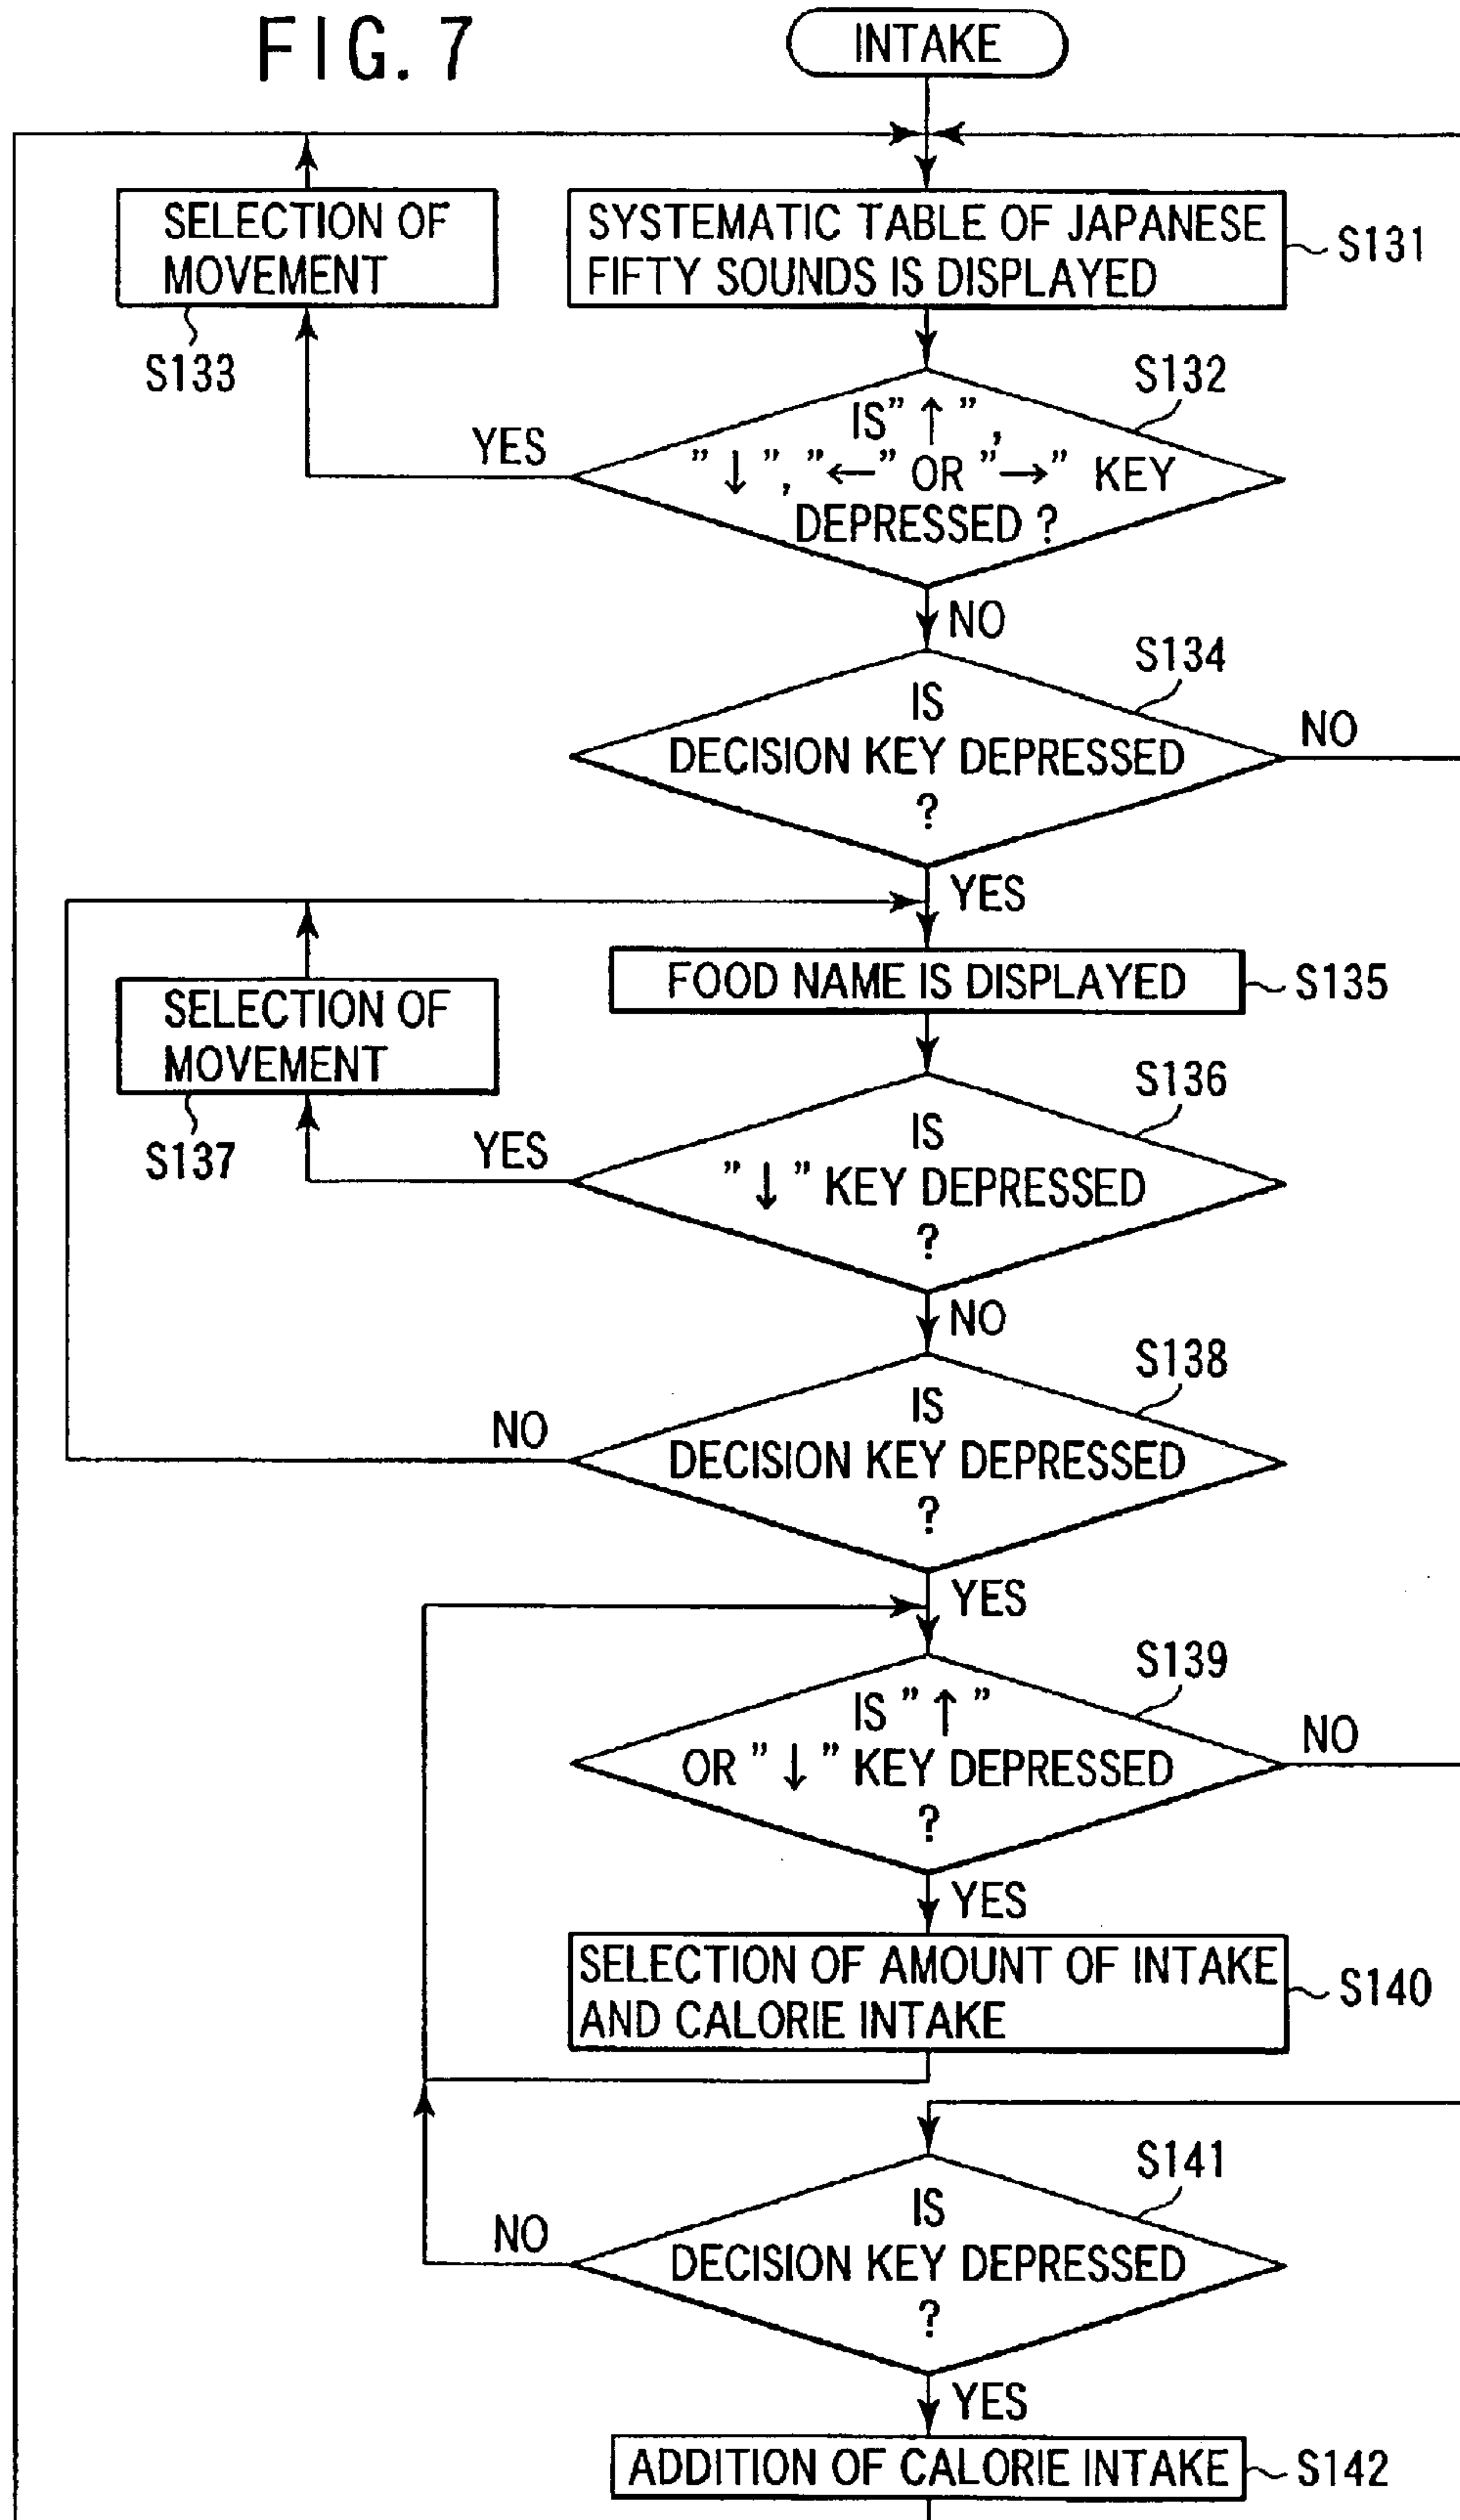 FIG. 7
INTAKE
SELECTION OF
MOVEMENT
S133
SYSTEMATIC TABLE OF JAPANESE
FIFTY SOUNDS IS DISPLAYED
S131
S132
IS" ↑ ",
" ↓ ", "←" OR "→" KEY
DEPRESSED ?
YES
NO
S134
IS
DECISION KEY DEPRESSED
?
NO
YES
FOOD NAME IS DISPLAYED
S135
SELECTION OF
MOVEMENT
S137
S136
IS
" ↓ " KEY DEPRESSED
?
YES
NO
S138
IS
DECISION KEY DEPRESSED
?
NO
YES
S139
IS " ↑ "
OR " ↓ " KEY DEPRESSED
?
NO
YES
SELECTION OF AMOUNT OF INTAKE
AND CALORIE INTAKE
S140
S141
IS
DECISION KEY DEPRESSED
?
NO
YES
ADDITION OF CALORIE INTAKE
S142